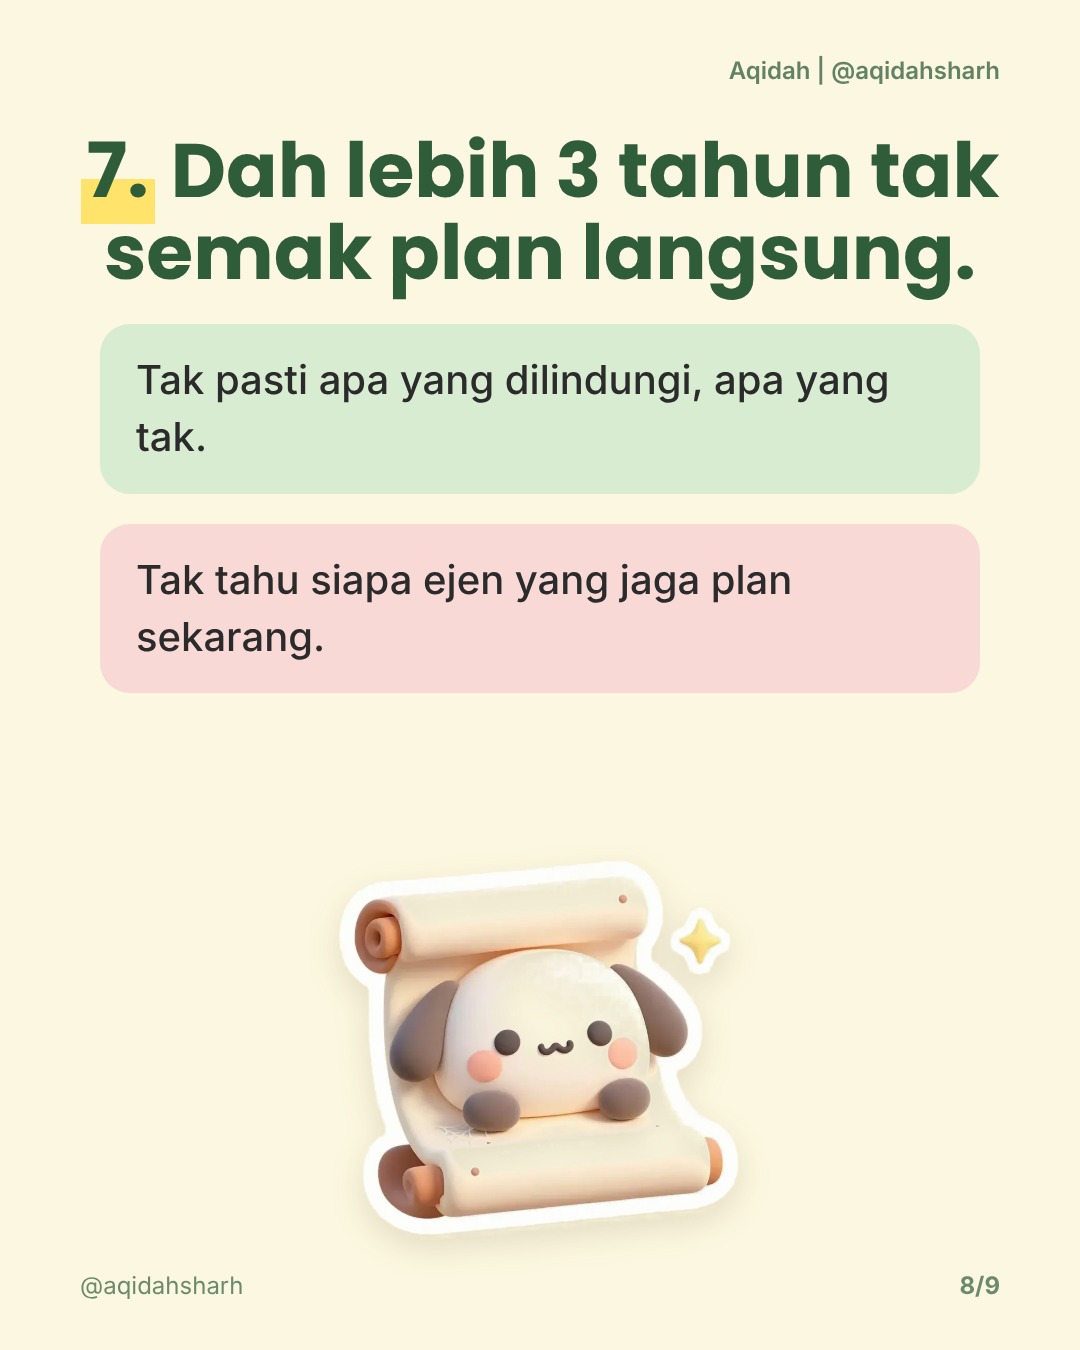 Aqidah | @aqidahsharh
7. Dah lebih 3 tahun tak
semak plan langsung.
Tak pasti apa yang dilindungi, apa yang
tak.
Tak tahu siapa ejen yang jaga plan
sekarang.
@aqidahsharh
8/9